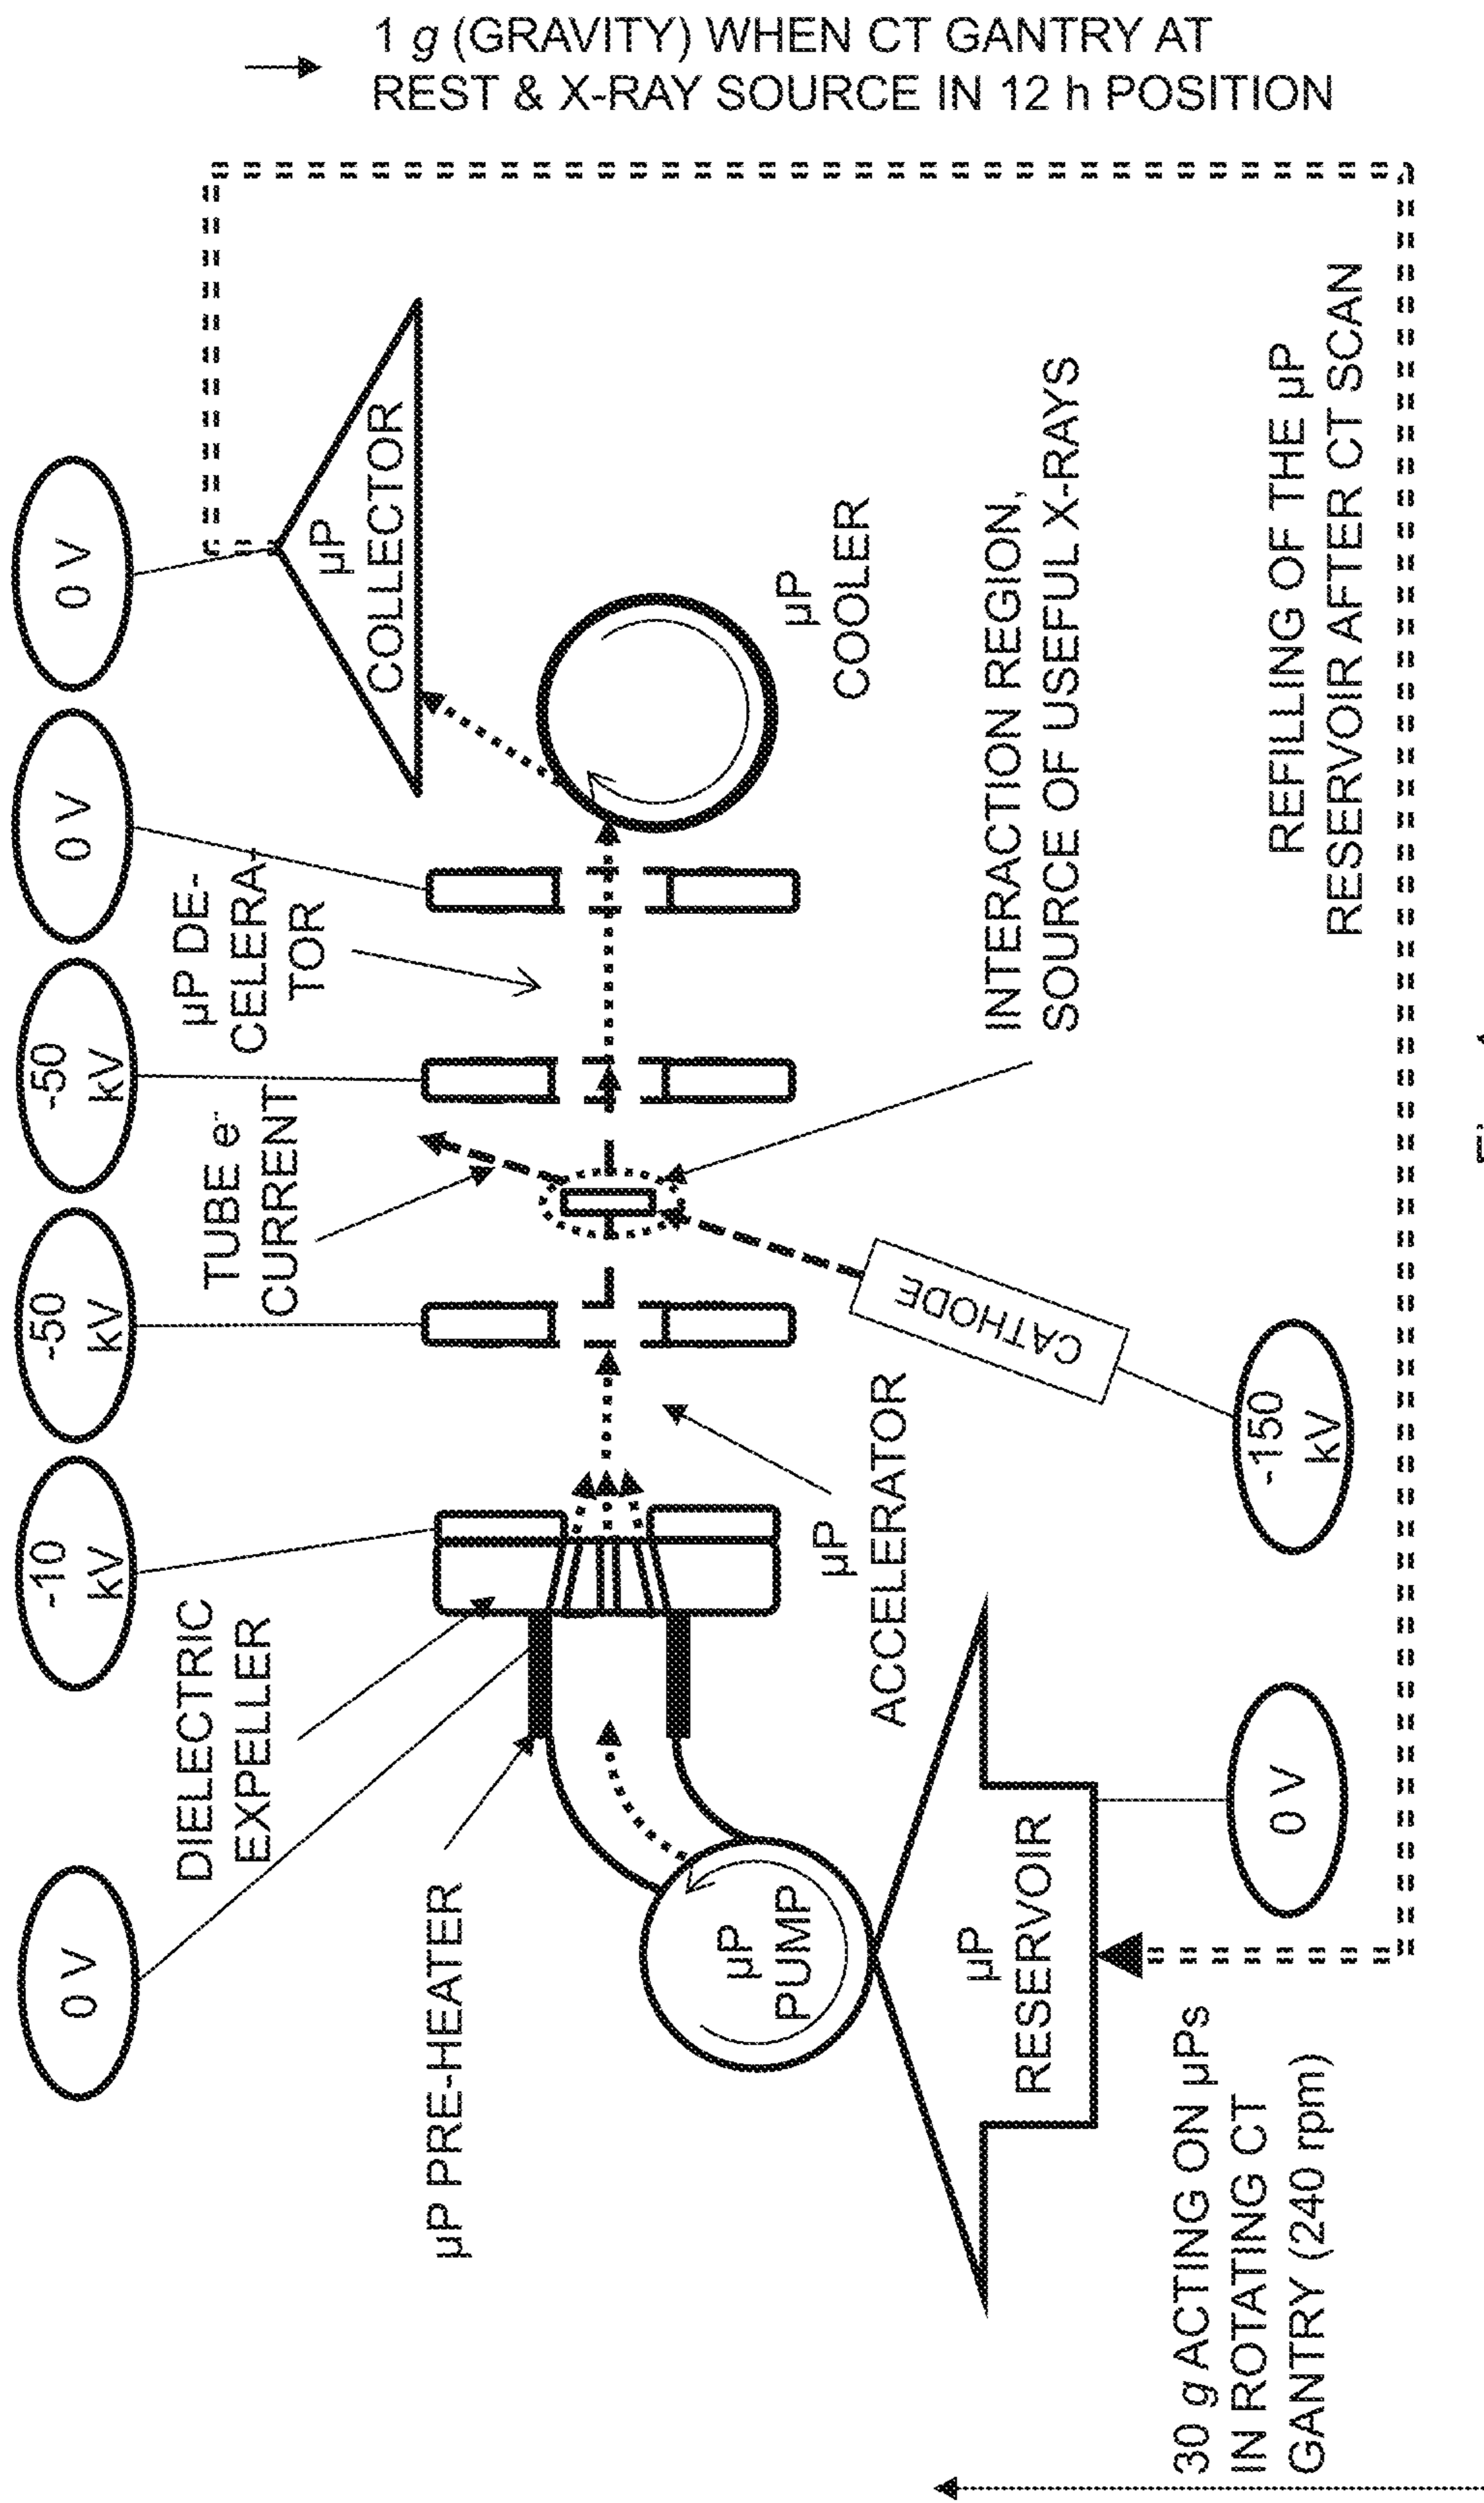 1 g (GRAVITY) WHEN CT GANTRY AT
REST & X-RAY SOURCE IN 12 h POSITION
0 V
-10
kV
-50
kV
-50
kV
0 V
0 V
DIELECTRIC
EXPELLER
TUBE e-
CURRENT
µP DE-
CELERA-
TOR
µP
COLLECTOR
µP PRE-HEATER
µP
PUMP
µP
ACCELERATOR
µP
COOLER
CATHODE
INTERACTION REGION,
SOURCE OF USEFUL X-RAYS
µP
RESERVOIR
30 g ACTING ON µPs
IN ROTATING CT
GANTRY (240 rpm)
0 V
-150
kV
REFILLING OF THE µP
RESERVOIR AFTER CT SCAN